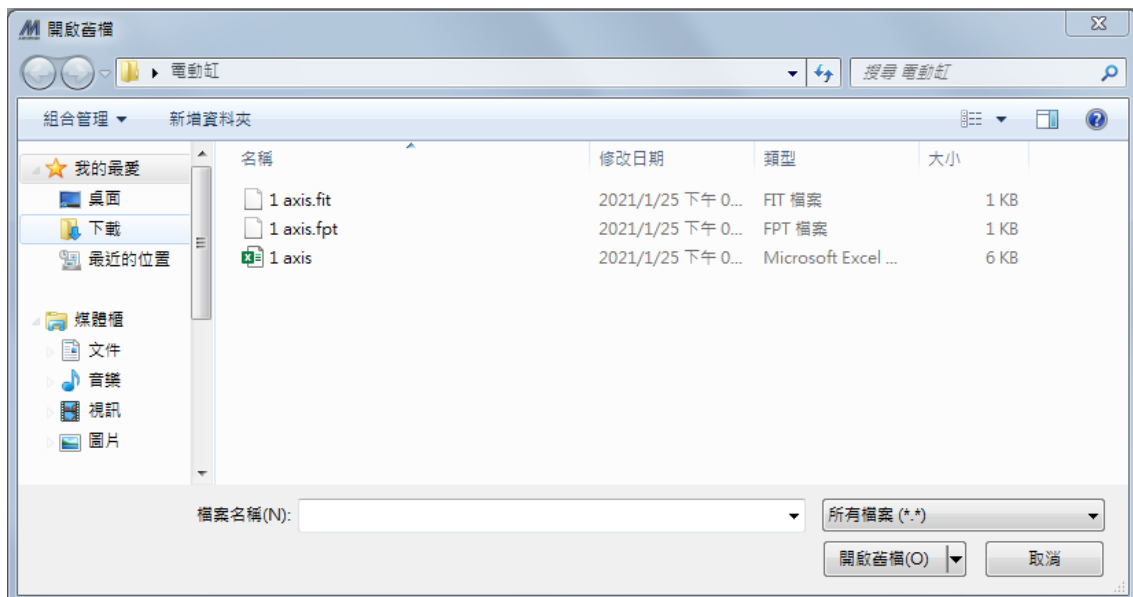 開啟舊檔
電動缸
搜尋 電動缸
組合管理 新增資料夾
名稱 修改日期 類型 大小
我的最愛
桌面
下載
最近的位置
媒體櫃
文件
音樂
視訊
圖片
1 axis.fit 2021/1/25 下午 0... FIT 檔案 1 KB
1 axis.fpt 2021/1/25 下午 0... FPT 檔案 1 KB
1 axis 2021/1/25 下午 0... Microsoft Excel ... 6 KB
檔案名稱(N):
所有檔案 (*.*)
開啟舊檔(O) 取消